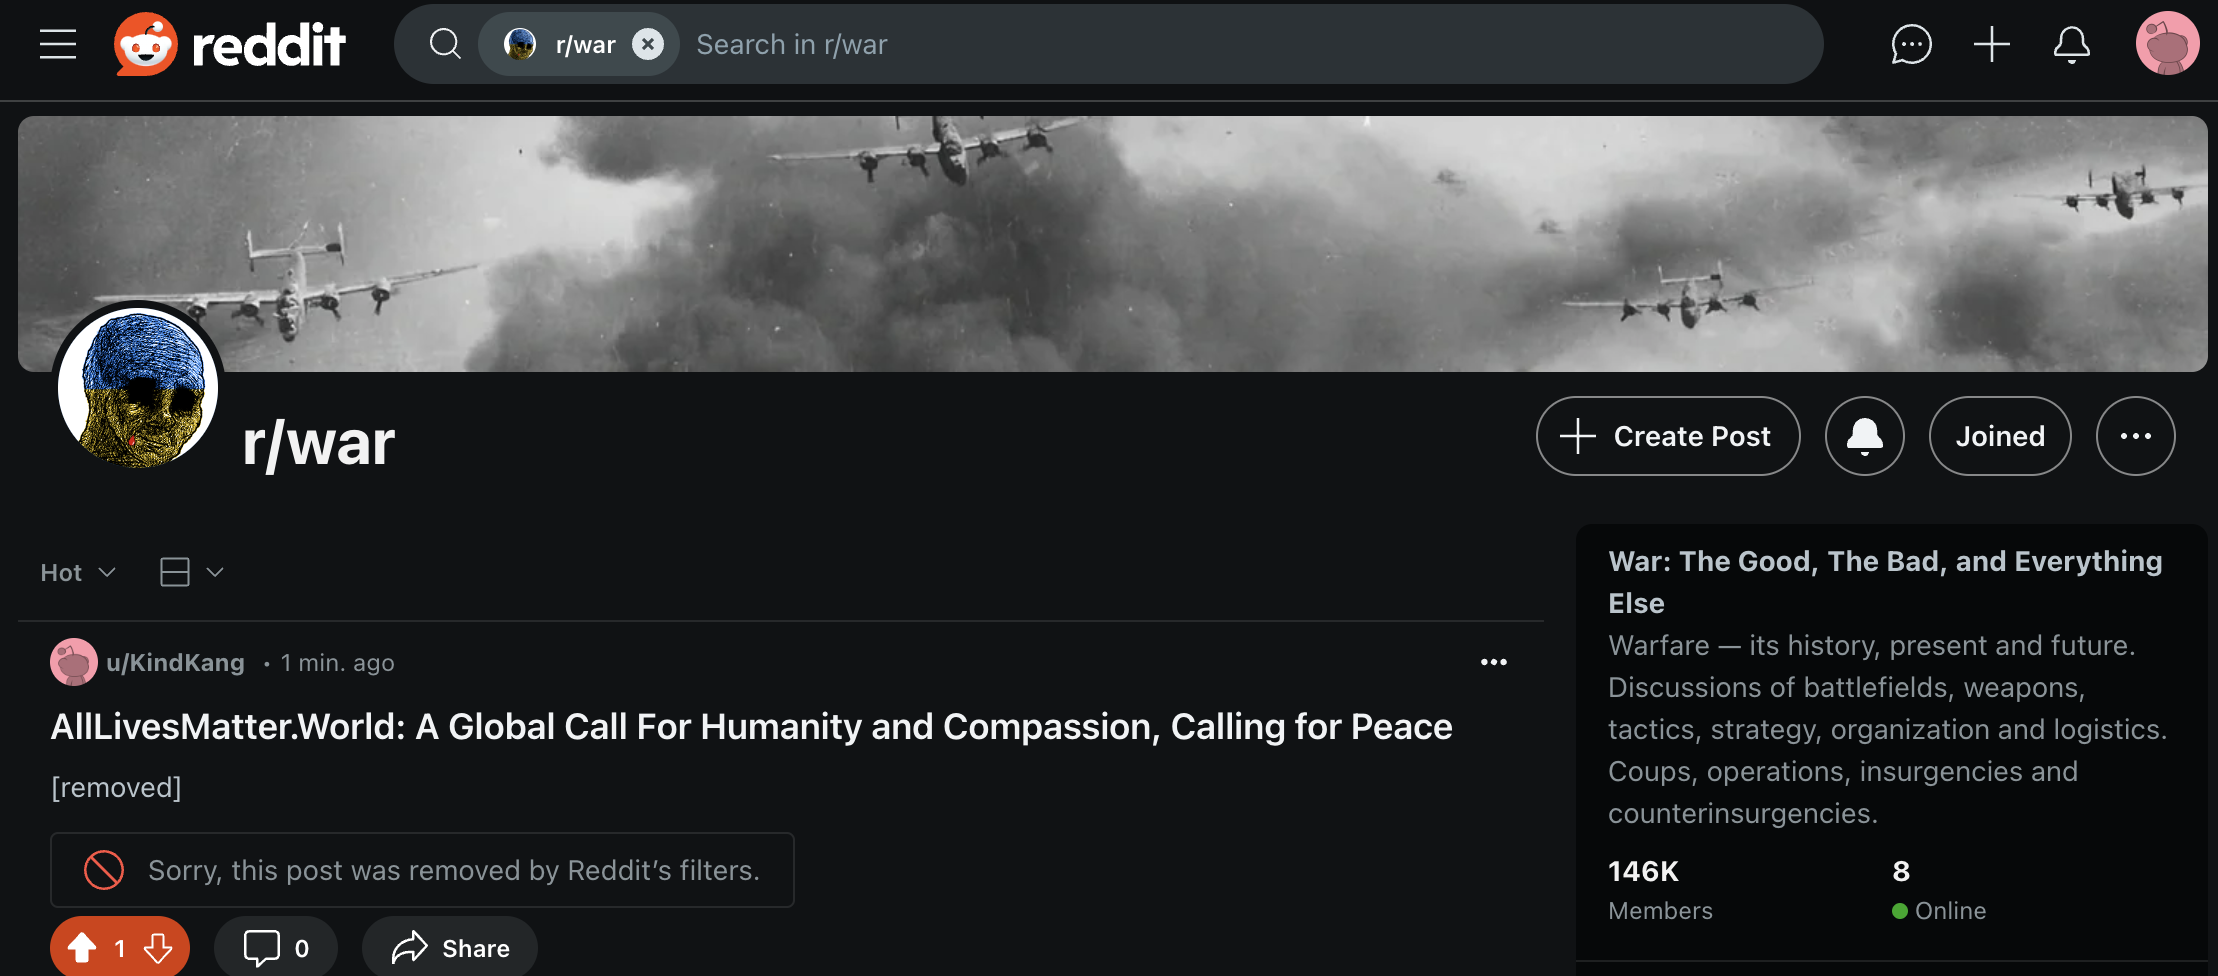 reddit
r/war
Search in r/war
r/war
Create Post
Joined
Hot
u/KindKang • 1 min. ago
AllLivesMatter.World: A Global Call For Humanity and Compassion, Calling for Peace
[removed]
Sorry, this post was removed by Reddit’s filters.
1
0
Share
War: The Good, The Bad, and Everything
Else
Warfare — its history, present and future.
Discussions of battlefields, weapons,
tactics, strategy, organization and logistics.
Coups, operations, insurgencies and
counterinsurgencies.
146K
Members
8
Online